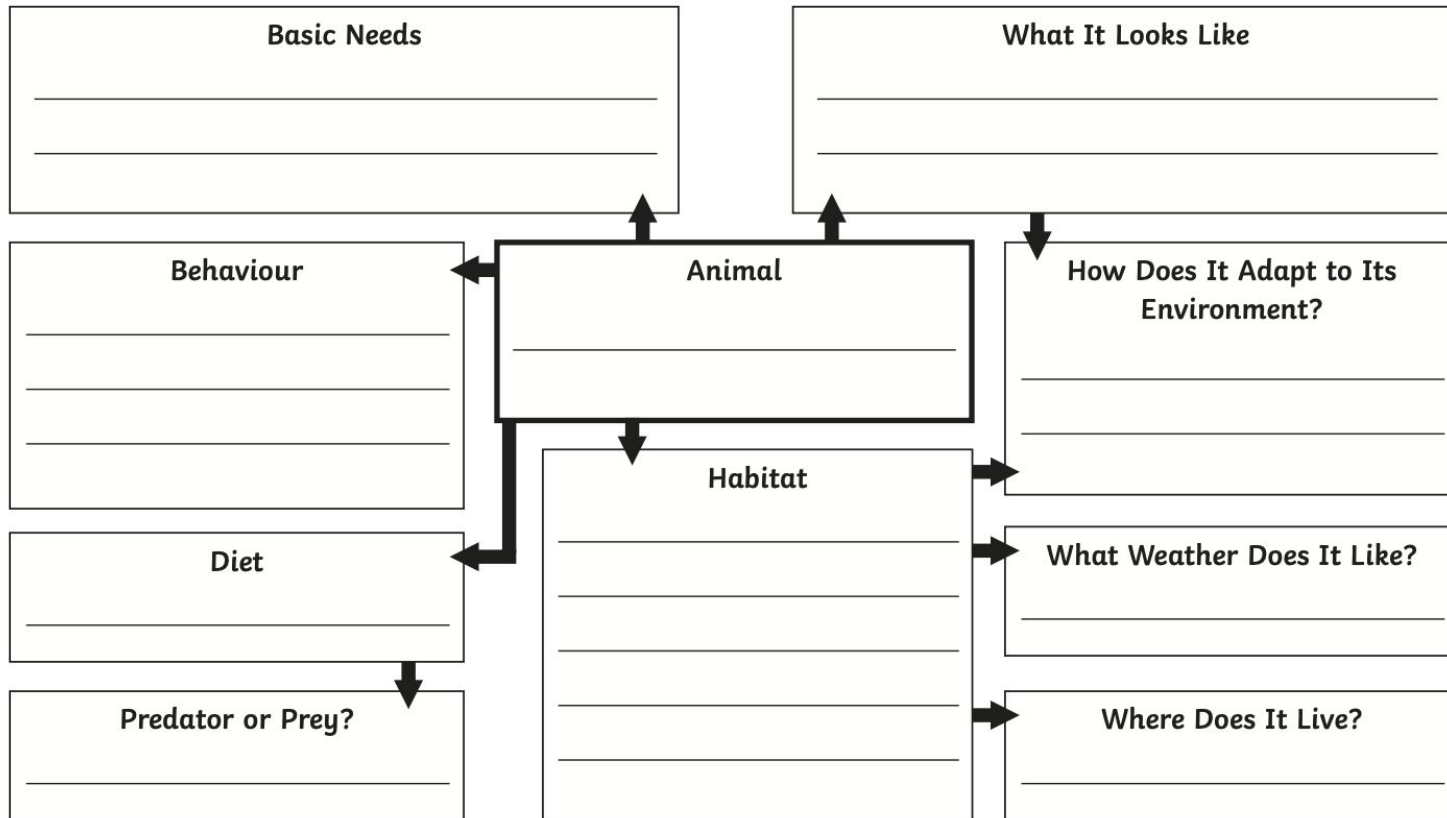 Basic Needs
What It Looks Like
Behaviour
Animal
How Does It Adapt to Its
Environment?
Habitat
Diet
What Weather Does It Like?
Predator or Prey?
Where Does It Live?